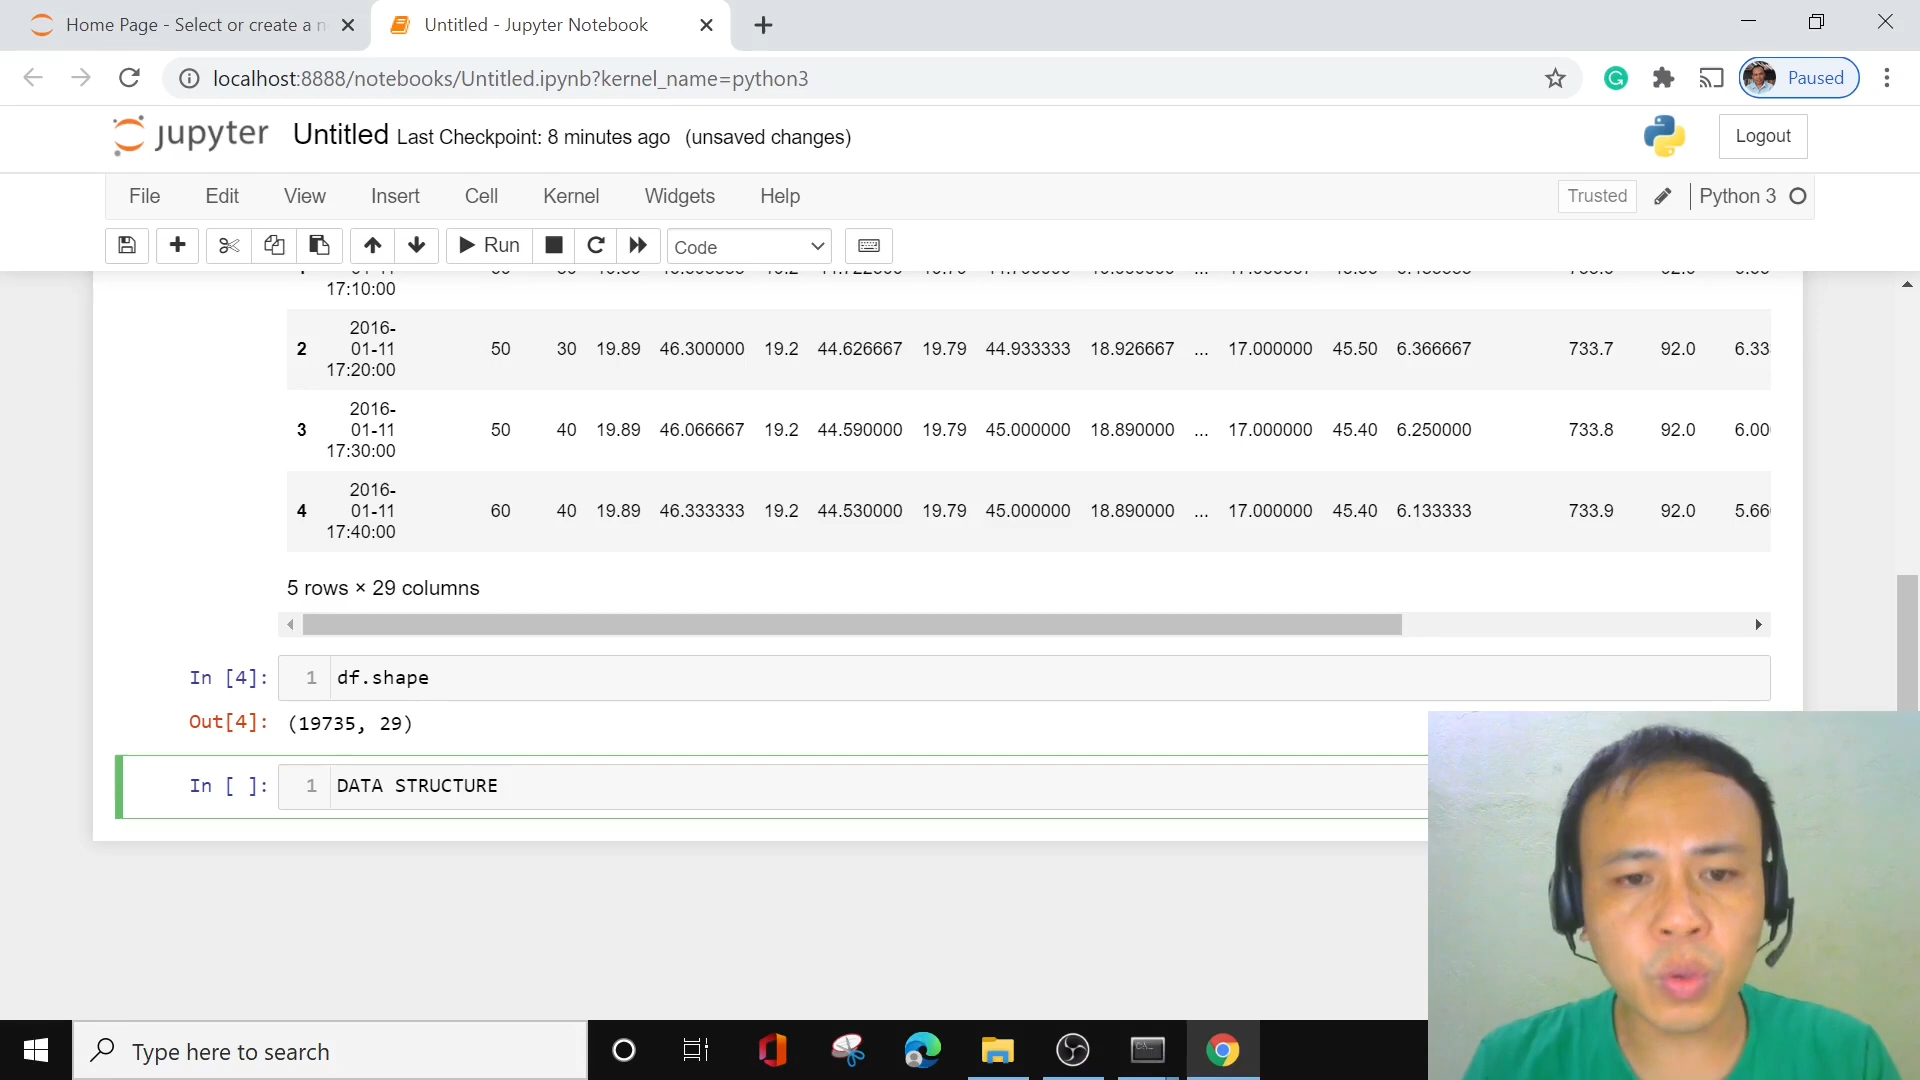 Home Page - Select or create a n
Untitled - Jupyter Notebook
localhost:8888/notebooks/Untitled.ipynb?kernel_name=python3
Paused
jupyter Untitled Last Checkpoint: 8 minutes ago (unsaved changes)
Logout
File Edit View Insert Cell Kernel Widgets Help
Trusted Python 3
Run Code
17:10:00
2 2016-01-11 17:20:00 50 30 19.89 46.300000 19.2 44.626667 19.79 44.933333 18.926667 ... 17.000000 45.50 6.366667 733.7 92.0 6.33
3 2016-01-11 17:30:00 50 40 19.89 46.066667 19.2 44.590000 19.79 45.000000 18.890000 ... 17.000000 45.40 6.250000 733.8 92.0 6.00
4 2016-01-11 17:40:00 60 40 19.89 46.333333 19.2 44.530000 19.79 45.000000 18.890000 ... 17.000000 45.40 6.133333 733.9 92.0 5.66
5 rows × 29 columns
In [4]: 1 df.shape
Out[4]: (19735, 29)
In [ ]: 1 DATA STRUCTURE
Type here to search